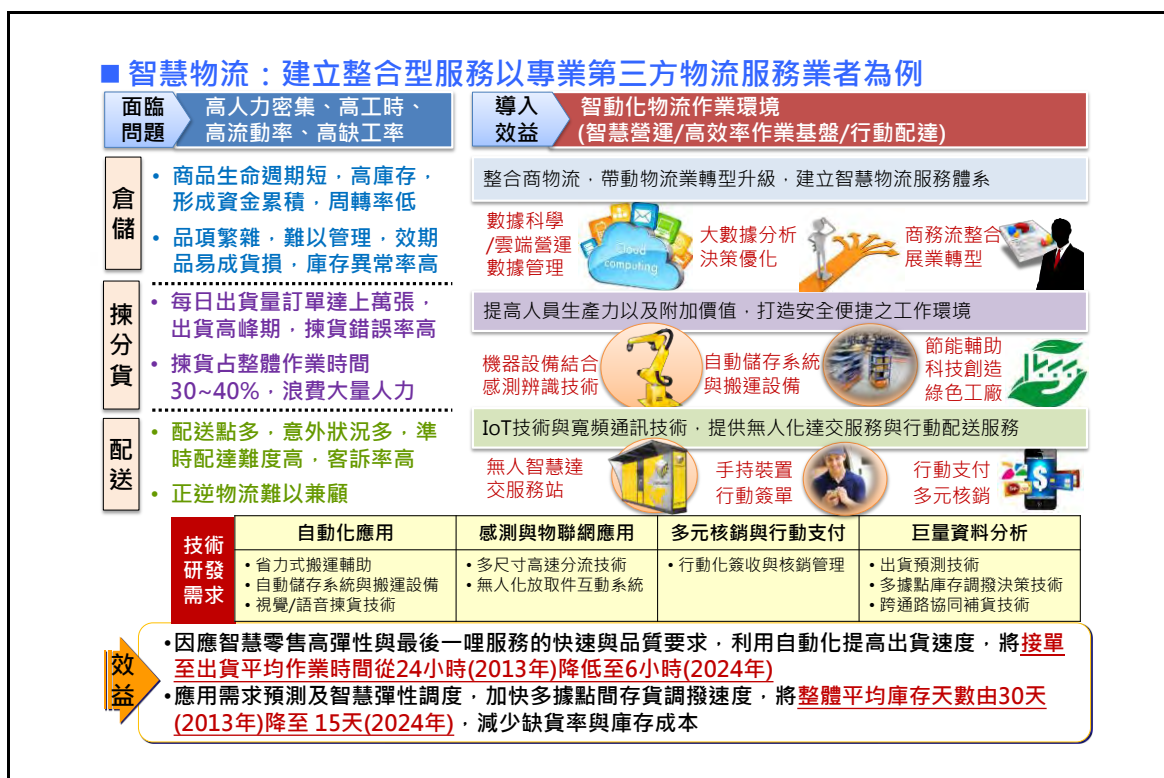 ■ 智慧物流：建立整合型服務以專業第三方物流服務業者為例
面臨
問題
高人力密集、高工時、
高流動率、高缺工率
導入
效益
智動化物流作業環境
(智慧營運/高效率作業基盤/行動配達)
倉儲
• 商品生命週期短，高庫存，
形成資金累積，周轉率低
• 品項繁雜，難以管理，效期
品易成貨損，庫存異常率高
整合商物流，帶動物流業轉型升級，建立智慧物流服務體系
數據科學
/雲端營運
數據管理
Cloud
computing
大數據分析
決策優化
商務流整合
展業轉型
揀分貨
• 每日出貨量訂單達上萬張，
出貨高峰期，揀貨錯誤率高
• 揀貨占整體作業時間
30~40%，浪費大量人力
提高人員生產力以及附加價值，打造安全便捷之工作環境
機器設備結合
感測辨識技術
自動儲存系統
與搬運設備
節能輔助
科技創造
綠色工廠
配送
• 配送點多，意外狀況多，準
時配達難度高，客訴率高
• 正逆物流難以兼顧
IoT技術與寬頻通訊技術，提供無人化達交服務與行動配送服務
無人智慧達
交服務站
手持裝置
行動簽單
行動支付
多元核銷
$
技術
研發
需求
自動化應用
• 省力式搬運輔助
• 自動儲存系統與搬運設備
• 視覺/語音揀貨技術
感測與物聯網應用
• 多尺寸高速分流技術
• 無人化放取件互動系統
多元核銷與行動支付
• 行動化簽收與核銷管理
巨量資料分析
• 出貨預測技術
• 多據點庫存調撥決策技術
• 跨通路協同補貨技術
效益
•因應智慧零售高彈性與最後一哩服務的快速與品質要求，利用自動化提高出貨速度，將接單
至出貨平均作業時間從24小時(2013年)降低至6小時(2024年)
•應用需求預測及智慧彈性調度，加快多據點間存貨調撥速度，將整體平均庫存天數由30天
(2013年)降至 15天(2024年)，減少缺貨率與庫存成本